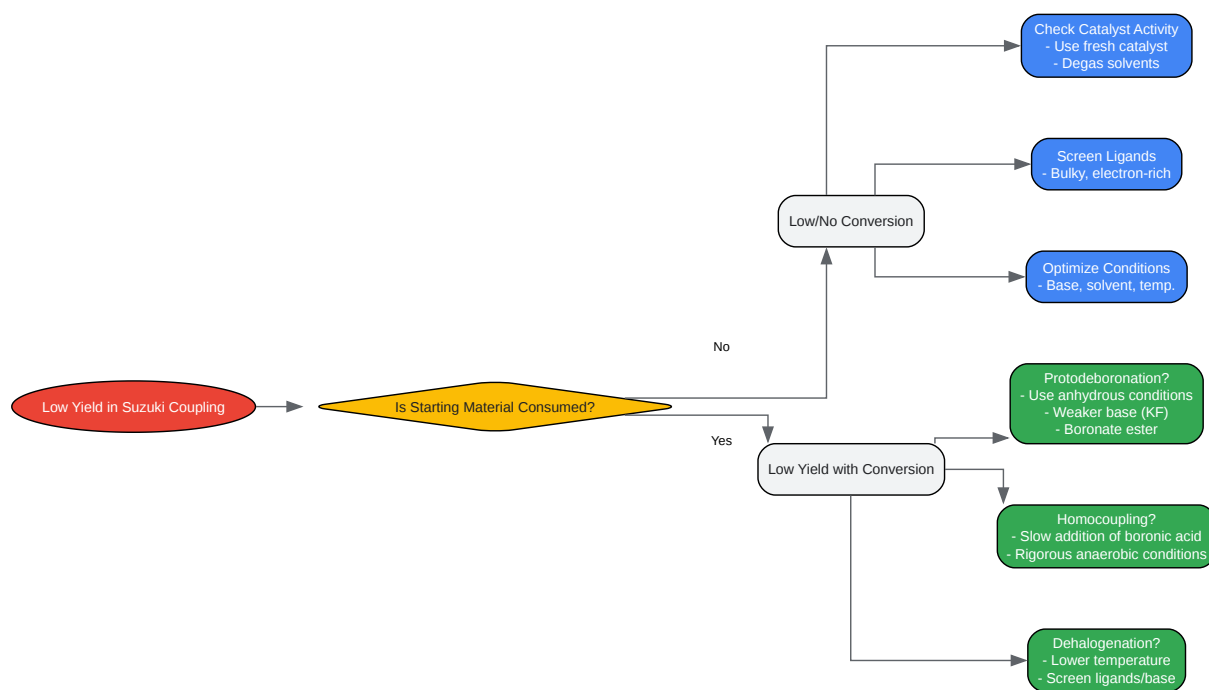 Check Catalyst Activity
- Use fresh catalyst
- Degas solvents
Screen Ligands
- Bulky, electron-rich
Low/No Conversion
Optimize Conditions
- Base, solvent, temp.
No
Low Yield in Suzuki Coupling
Is Starting Material Consumed?
Yes
Protodeboronation?
- Use anhydrous conditions
- Weaker base (KF)
- Boronate ester
Low Yield with Conversion
Homocoupling?
- Slow addition of boronic acid
- Rigorous anaerobic conditions
Dehalogenation?
- Lower temperature
- Screen ligands/base